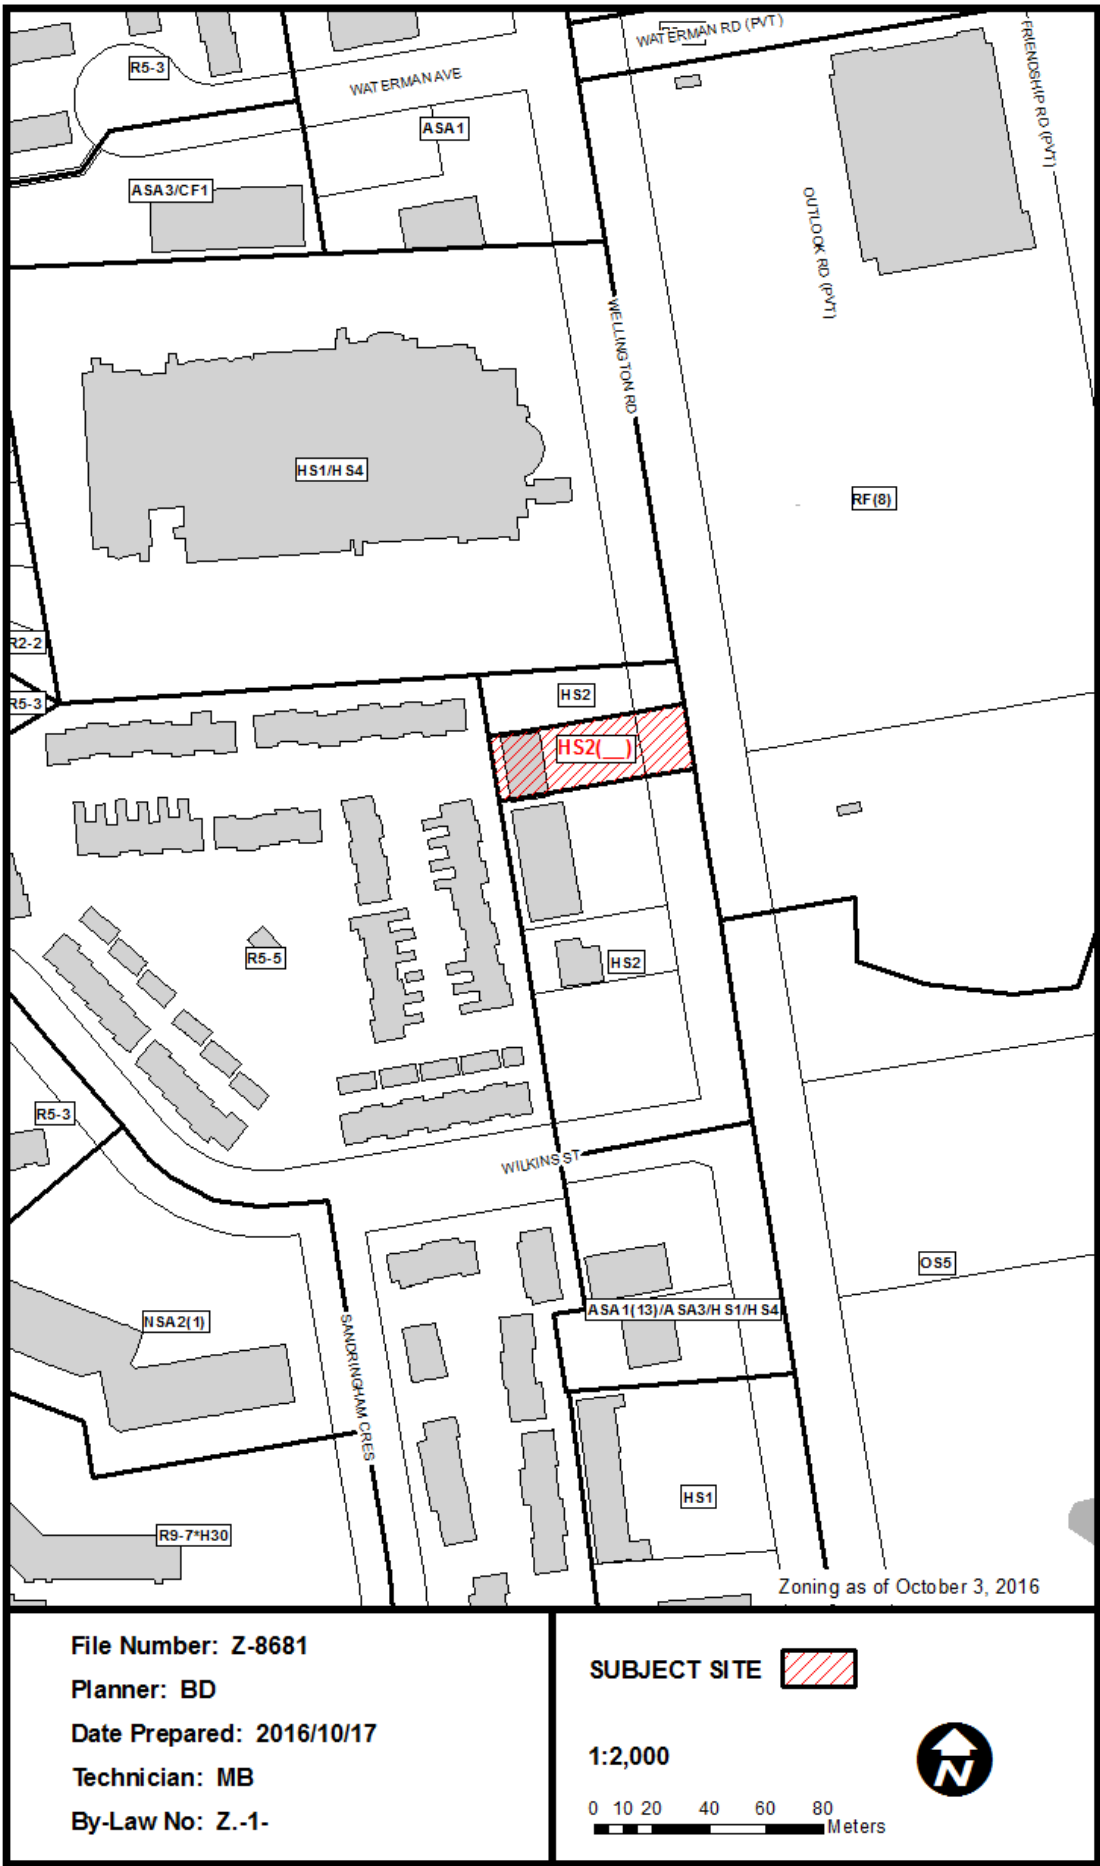 WATERMAN RD (PVT)
FRIENDSHIP RD (PVT)
R5-3
WATERMAN AVE
ASA1
ASA3/CF1
OUTLOOK RD (PVT)
WELLINGTON RD
HS1/HS4
RF(8)
R2-2
R5-3
HS2
HS2(__)
R5-5
HS2
R5-3
WILKINS ST
OS5
ASA1(13)/ASA3/HS1/HS4
NSA2(1)
SANDRINGHAM CRES
HS1
R9-7*H30
Zoning as of October 3, 2016
File Number: Z-8681
Planner: BD
Date Prepared: 2016/10/17
Technician: MB
By-Law No: Z.-1-
SUBJECT SITE
1:2,000
N
0 10 20 40 60 80
Meters